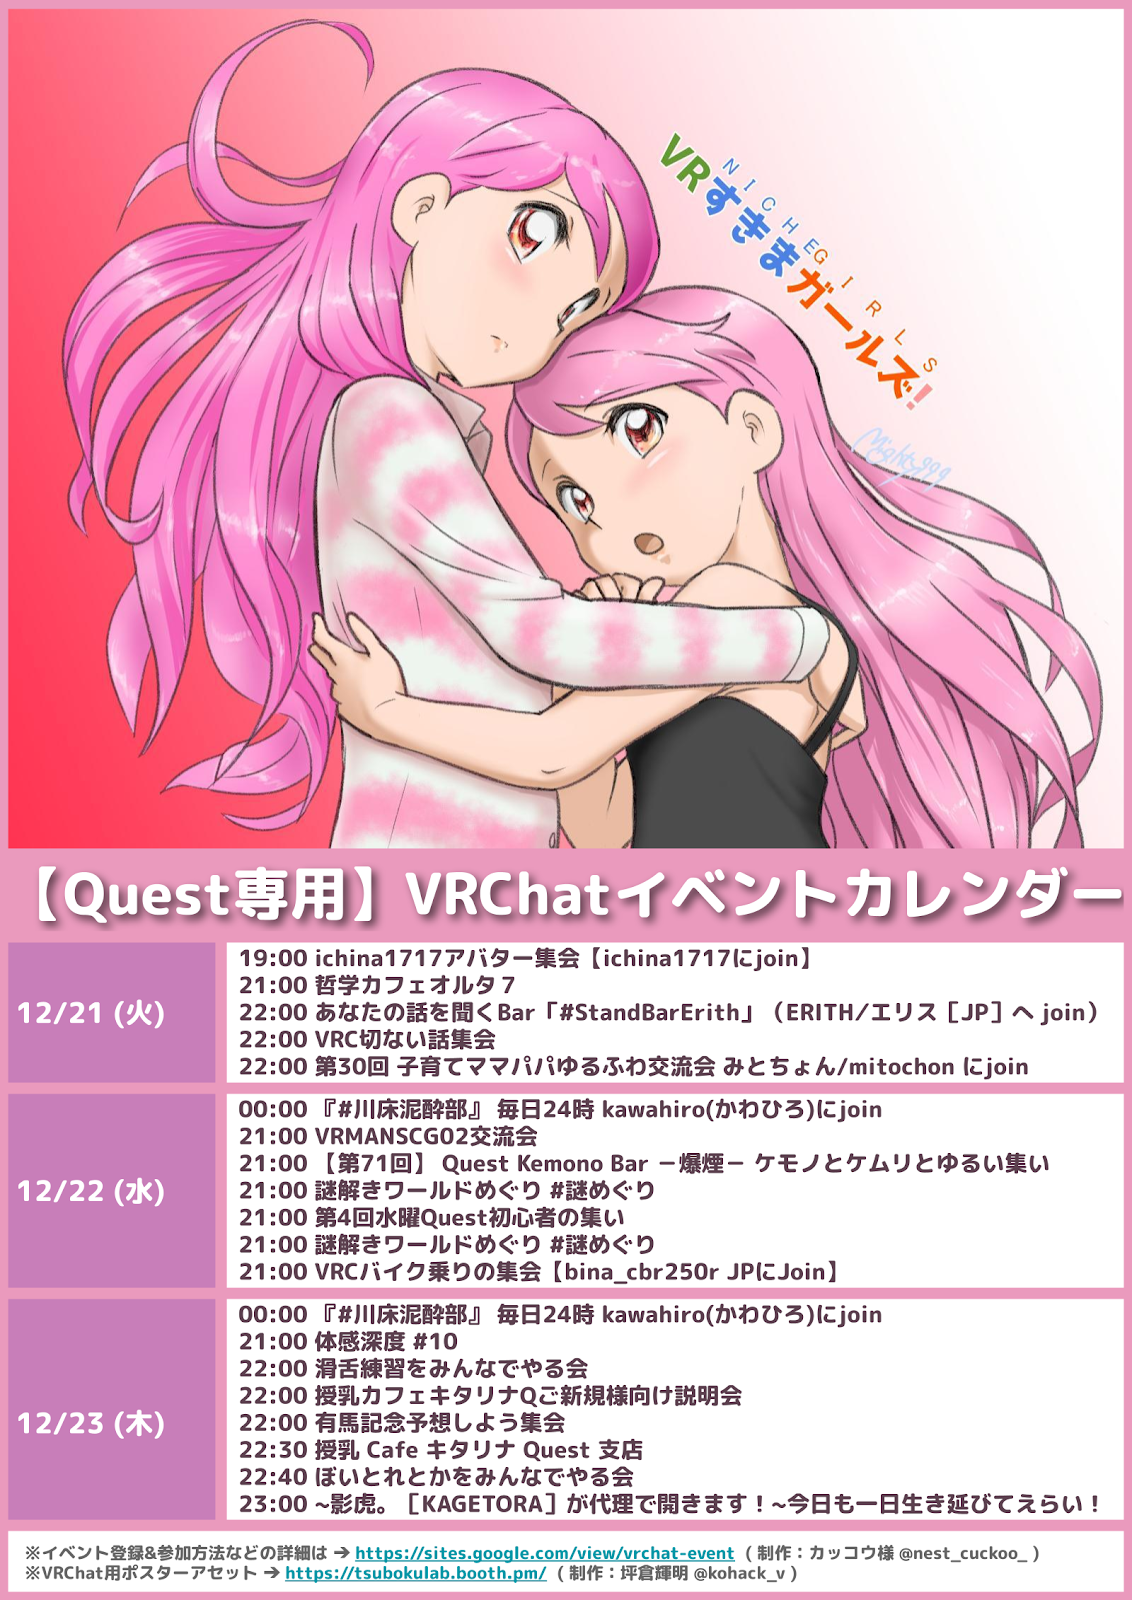 NICHE GIRLS
VRすきまガールズ!
Mighty999
【Quest専用】VRChatイベントカレンダー
12/21 (火)
19:00 ichina1717アバター集会【ichina1717にjoin】
21:00 哲学カフェオルタ7
22:00 あなたの話を聞くBar「#StandBarErith」（ERITH/エリス［JP］へ join）
22:00 VRC切ない話集会
22:00 第30回 子育てママパパゆるふわ交流会 みとちょん/mitochon にjoin
12/22 (水)
00:00 『#川床泥酔部』 毎日24時 kawahiro(かわひろ)にjoin
21:00 VRMANSCG02交流会
21:00 【第71回】 Quest Kemono Bar －爆煙－ ケモノとケムリとゆるい集い
21:00 謎解きワールドめぐり #謎めぐり
21:00 第4回水曜Quest初心者の集い
21:00 謎解きワールドめぐり #謎めぐり
21:00 VRCバイク乗りの集会【bina_cbr250r JPにJoin】
12/23 (木)
00:00 『#川床泥酔部』 毎日24時 kawahiro(かわひろ)にjoin
21:00 体感深度 #10
22:00 滑舌練習をみんなでやる会
22:00 授乳カフェキタリナQご新規様向け説明会
22:00 有馬記念予想しよう集会
22:30 授乳 Cafe キタリナ Quest 支店
22:40 ぼいとれとかをみんなでやる会
23:00 ~影虎。［KAGETORA］が代理で開きます！~今日も一日生き延びてえらい！
※イベント登録&参加方法などの詳細は → https://sites.google.com/view/vrchat-event （制作：カッコウ様 @nest_cuckoo_ ）
※VRChat用ポスターアセット → https://tsubokulab.booth.pm/ （制作：坪倉輝明 @kohack_v ）